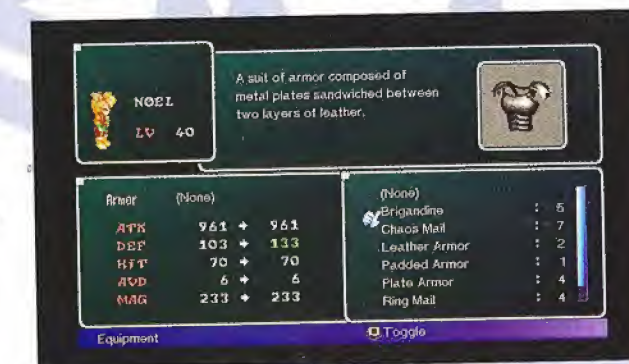 NOEL
LV 40
A suit of armor composed of
metal plates sandwiched between
two layers of leather.
Armor (None)
ATK 961 → 961
DEF 103 → 133
HIT 70 → 70
AVD 6 → 6
MAG 233 → 233
(None)
Brigandine : 5
Chaos Mail : 7
Leather Armor : 2
Padded Armor : 1
Plate Armor : 4
Ring Mail : 4
Equipment
Toggle